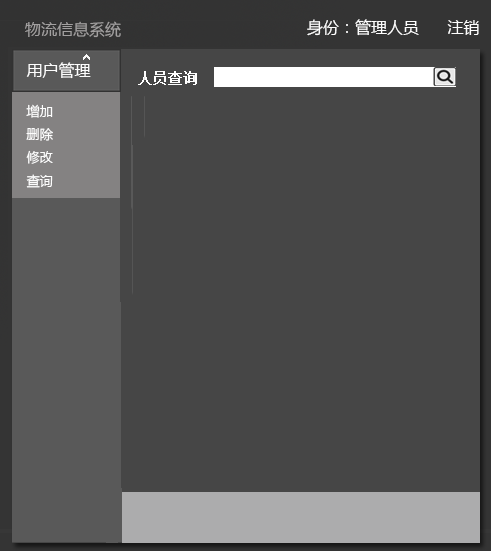 物流信息系统
身份：管理人员 注销
用户管理
人员查询
增加
删除
修改
查询